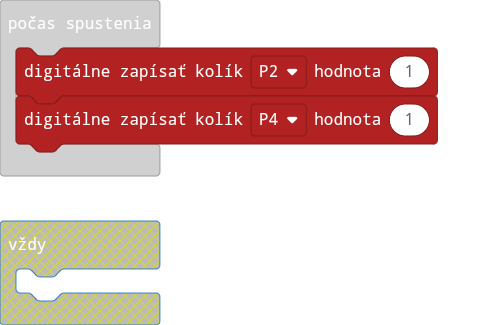 počas spustenia
digitálne zapísať kolík P2 hodnota 1
digitálne zapísať kolík P4 hodnota 1
vždy